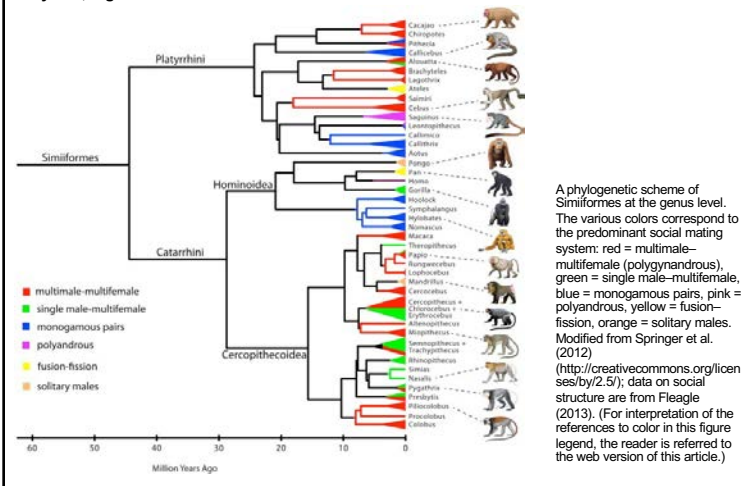 Cacajao
Chiropotes
Pithecia
Callicebus
Platyrrhini
Alouatta
Brachyteles
Lagothrix
Ateles
Saimiri
Cebus
Saguinus
Leontopithecus
Callimico
Callithrix
Aotus
Simiiformes
Pongo
Pan
Homo
Hominoidea
Gorilla
Hoolock
Symphalangus
Hylobates
Nomascus
Catarrhini
Macaca
Theropithecus
Papio
Rungwecebus
Lophocebus
Mandrillus
Cercocebus
Cercopithecus +
Chlorocebus +
Erythrocebus
Allenopithecus
Miopithecus
Semnopithecus +
Trachypithecus
Cercopithecoidea
Rhinopithecus
Simias
Nasalis
Pygathrix
Presbytis
Piliocolobus
Procolobus
Colobus
multimale-multifemale
single male-multifemale
monogamous pairs
polyandrous
fusion-fission
solitary males
60 50 40 30 20 10 0
Million Years Ago
A phylogenetic scheme of
Simiiformes at the genus level.
The various colors correspond to
the predominant social mating
system: red = multimale–
multifemale (polygynandrous),
green = single male–multifemale,
blue = monogamous pairs, pink =
polyandrous, yellow = fusion–
fission, orange = solitary males.
Modified from Springer et al.
(2012)
(http://creativecommons.org/licen
ses/by/2.5/); data on social
structure are from Fleagle
(2013). (For interpretation of the
references to color in this figure
legend, the reader is referred to
the web version of this article.)